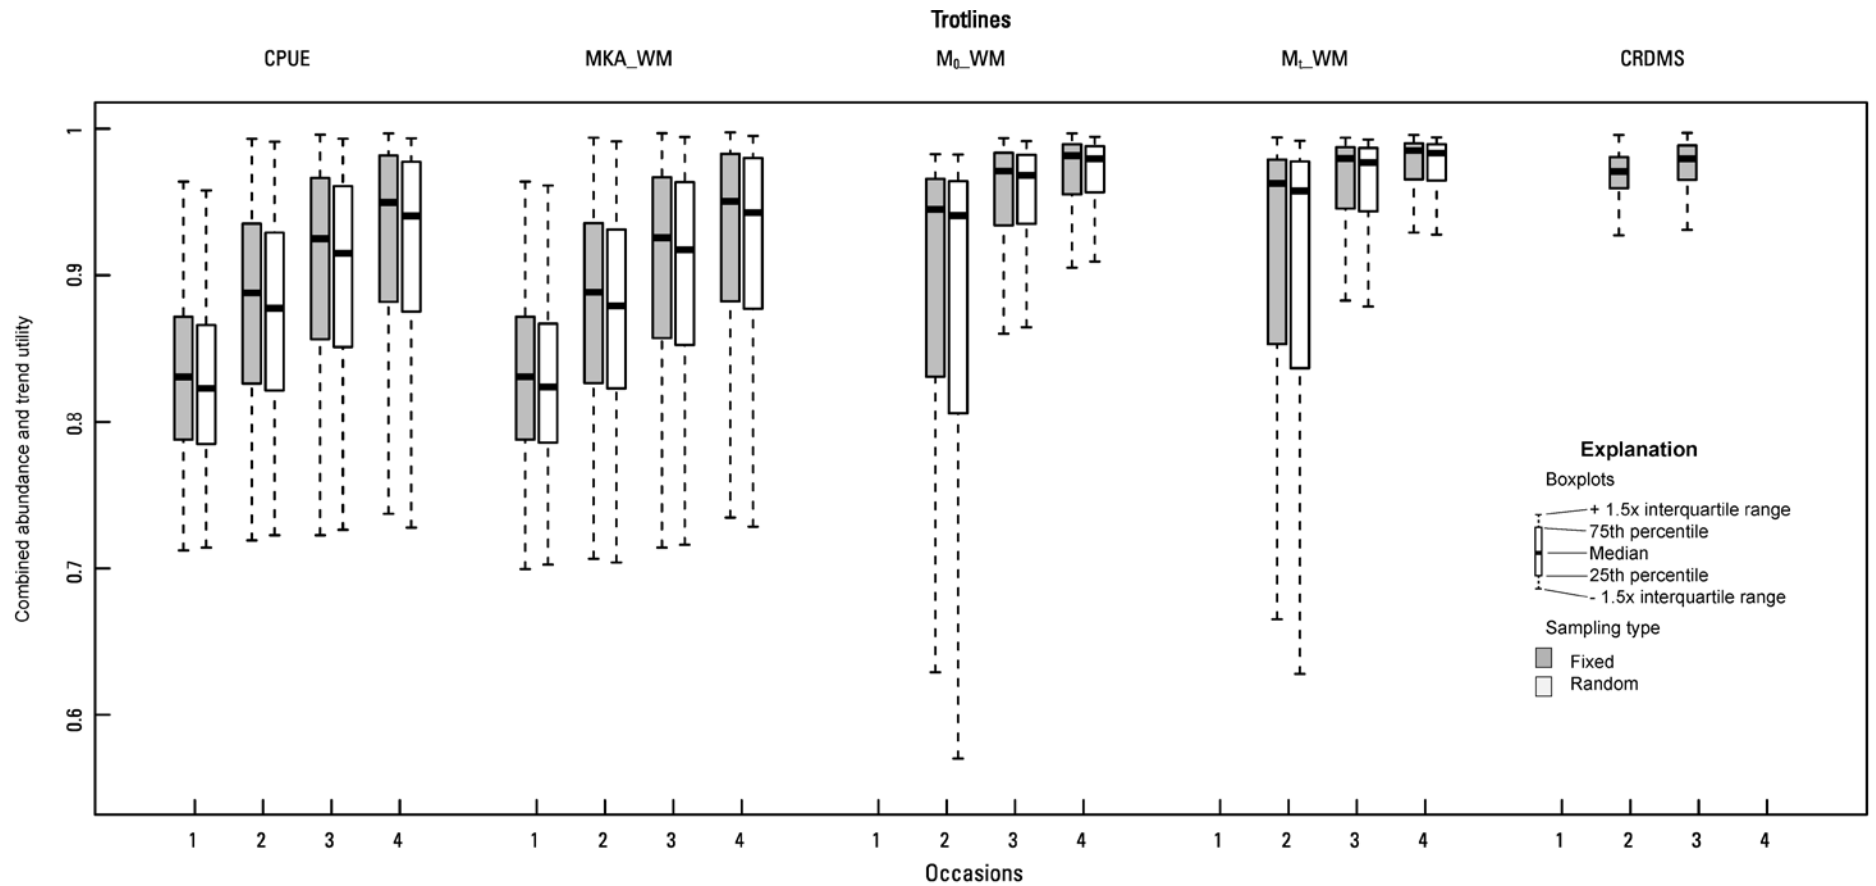 Trotlines
CPUE MKA_WM M₀_WM Mₜ_WM CRDMS
Combined abundance and trend utility
1
0.9
0.8
0.7
0.6
Explanation
Boxplots
+ 1.5x interquartile range
75th percentile
Median
25th percentile
- 1.5x interquartile range
Sampling type
Fixed
Random
1 2 3 4 1 2 3 4 1 2 3 4 1 2 3 4 1 2 3 4
Occasions